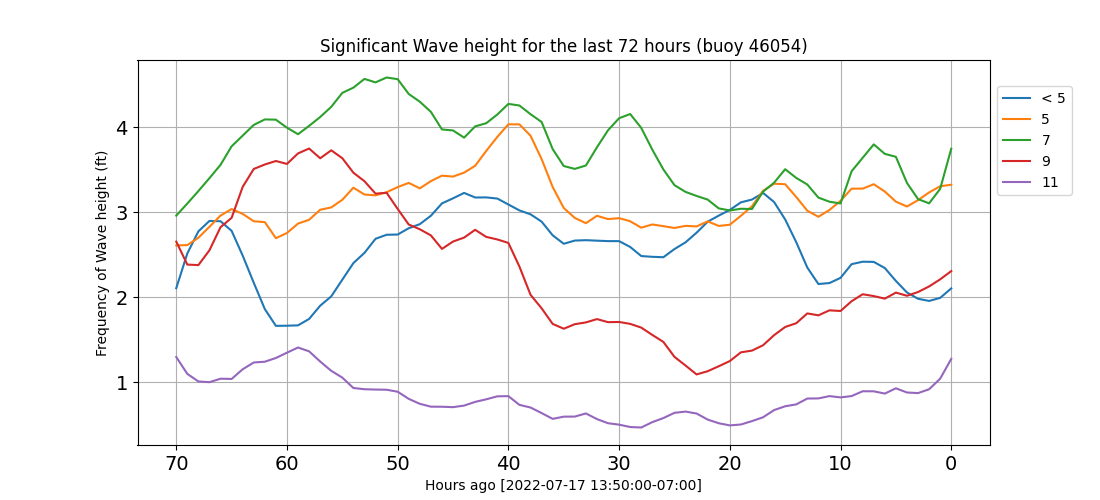 Significant Wave height for the last 72 hours (buoy 46054)
Frequency of Wave height (ft)
4
3
2
1
70 60 50 40 30 20 10 0
Hours ago [2022-07-17 13:50:00-07:00]
< 5
5
7
9
11